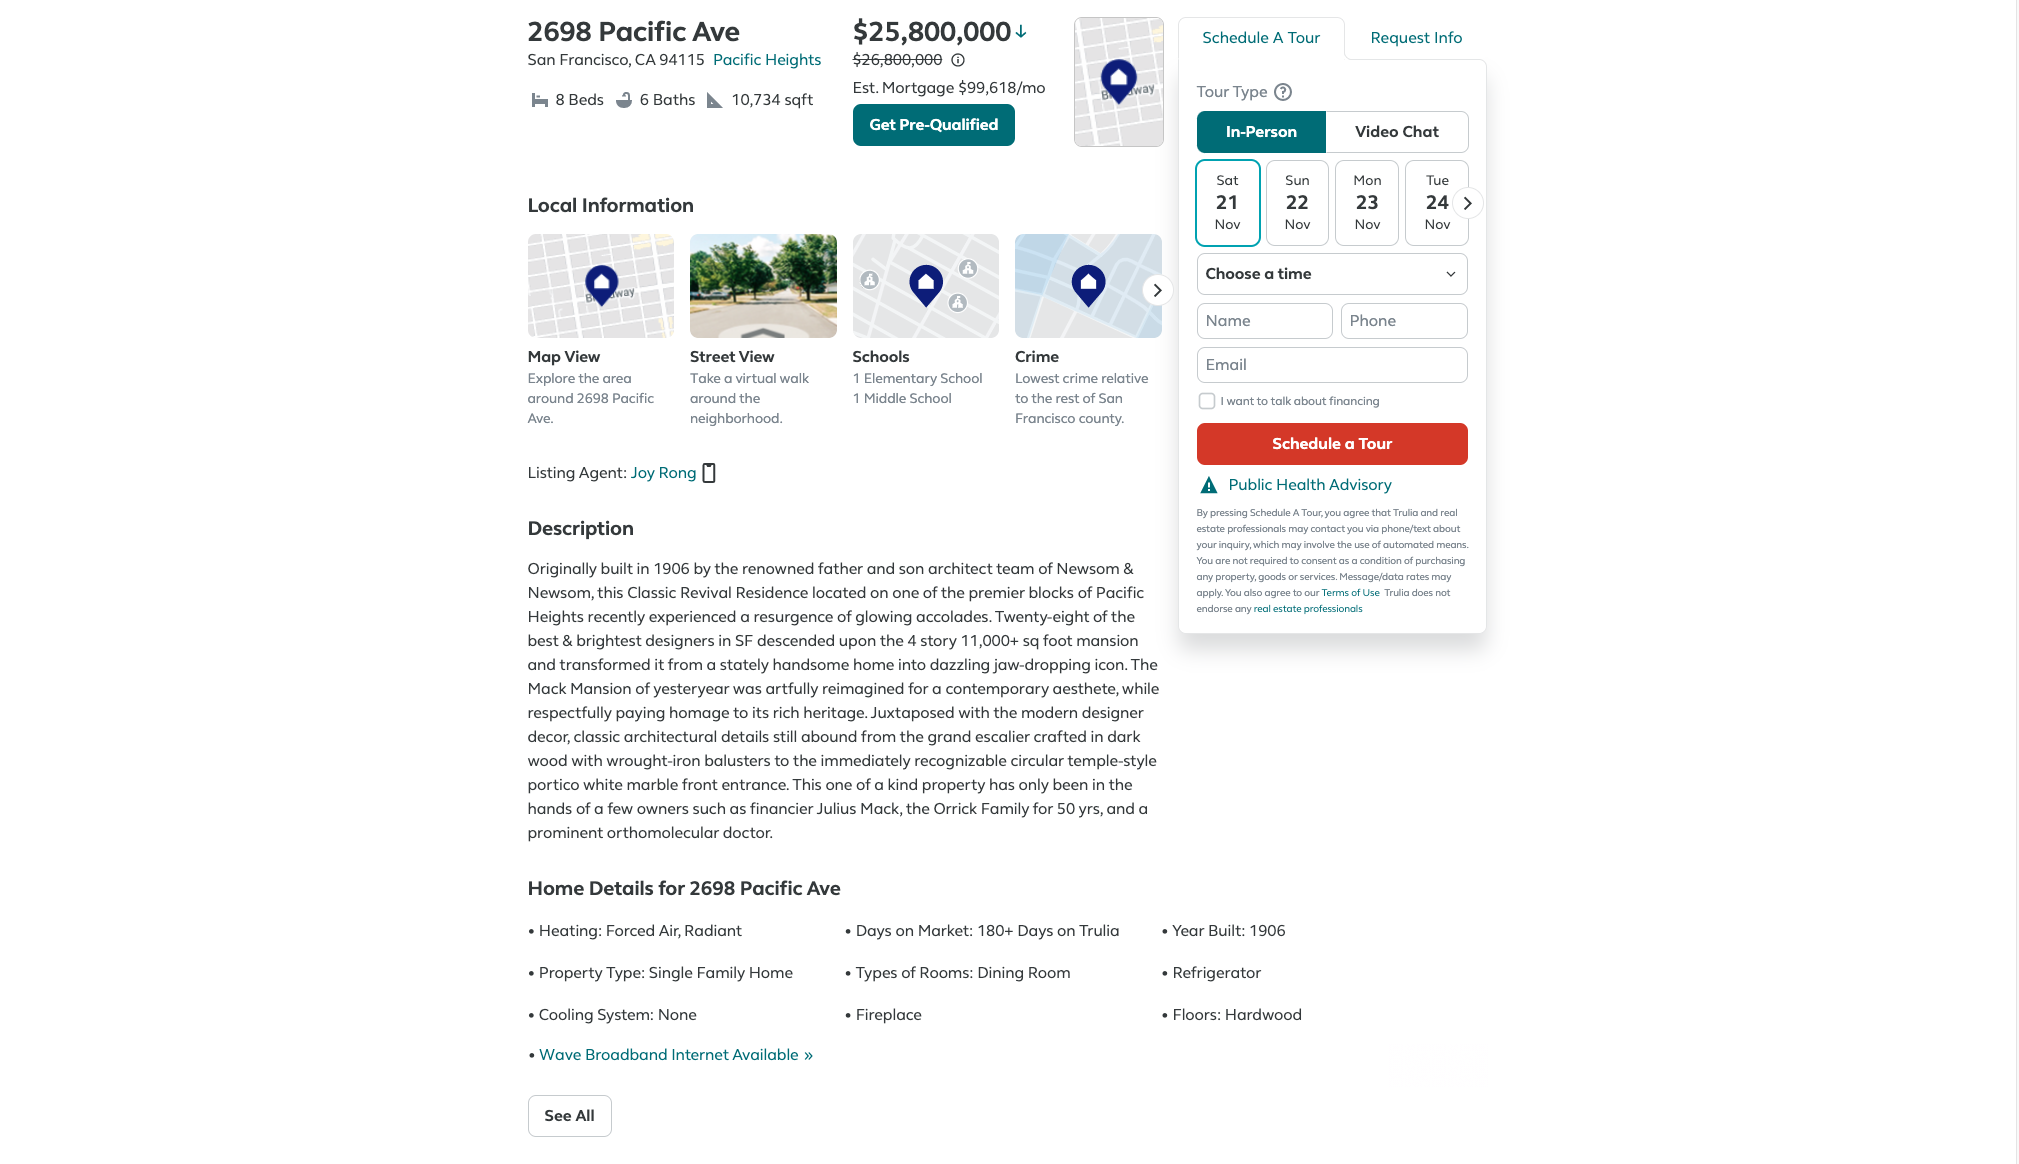 2698 Pacific Ave
San Francisco, CA 94115 Pacific Heights
8 Beds 6 Baths 10,734 sqft
$25,800,000
$26,800,000
Est. Mortgage $99,618/mo
Get Pre-Qualified
Schedule A Tour Request Info
Tour Type
In-Person Video Chat
Sat Sun Mon Tue
21 22 23 24
Nov Nov Nov Nov
Choose a time
Name Phone
Email
I want to talk about financing
Schedule a Tour
Public Health Advisory
By pressing Schedule A Tour, you agree that Trulia and real
estate professionals may contact you via phone/text about
your inquiry, which may involve the use of automated means.
You are not required to consent as a condition of purchasing
any property, goods or services. Message/data rates may
apply. You also agree to our Terms of Use Trulia does not
endorse any real estate professionals
Local Information
Map View
Explore the area
around 2698 Pacific
Ave.
Street View
Take a virtual walk
around the
neighborhood.
Schools
1 Elementary School
1 Middle School
Crime
Lowest crime relative
to the rest of San
Francisco county.
Listing Agent: Joy Rong
Description
Originally built in 1906 by the renowned father and son architect team of Newsom &
Newsom, this Classic Revival Residence located on one of the premier blocks of Pacific
Heights recently experienced a resurgence of glowing accolades. Twenty-eight of the
best & brightest designers in SF descended upon the 4 story 11,000+ sq foot mansion
and transformed it from a stately handsome home into dazzling jaw-dropping icon. The
Mack Mansion of yesteryear was artfully reimagined for a contemporary aesthete, while
respectfully paying homage to its rich heritage. Juxtaposed with the modern designer
decor, classic architectural details still abound from the grand escalier crafted in dark
wood with wrought-iron balusters to the immediately recognizable circular temple-style
portico white marble front entrance. This one of a kind property has only been in the
hands of a few owners such as financier Julius Mack, the Orrick Family for 50 yrs, and a
prominent orthomolecular doctor.
Home Details for 2698 Pacific Ave
• Heating: Forced Air, Radiant • Days on Market: 180+ Days on Trulia • Year Built: 1906
• Property Type: Single Family Home • Types of Rooms: Dining Room • Refrigerator
• Cooling System: None • Fireplace • Floors: Hardwood
• Wave Broadband Internet Available »
See All